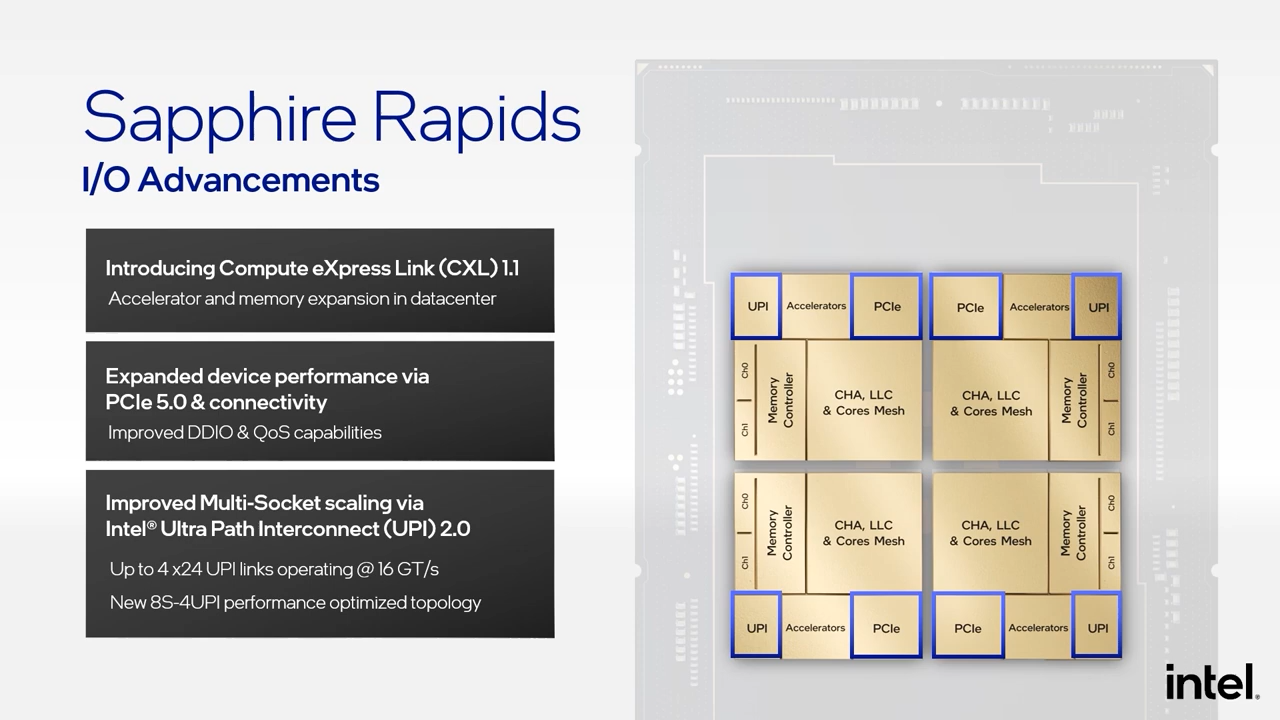 Sapphire Rapids
I/O Advancements
Introducing Compute eXpress Link (CXL) 1.1
Accelerator and memory expansion in datacenter
Expanded device performance via
PCIe 5.0 & connectivity
Improved DDIO & QoS capabilities
Improved Multi-Socket scaling via
Intel® Ultra Path Interconnect (UPI) 2.0
Up to 4 x24 UPI links operating @ 16 GT/s
New 8S-4UPI performance optimized topology
UPI
Accelerators
PCIe
PCIe
Accelerators
UPI
Ch0
Ch1
Memory
Controller
CHA, LLC
& Cores Mesh
CHA, LLC
& Cores Mesh
Memory
Controller
Ch0
Ch1
Ch0
Ch1
Memory
Controller
CHA, LLC
& Cores Mesh
CHA, LLC
& Cores Mesh
Memory
Controller
Ch0
Ch1
UPI
Accelerators
PCIe
PCIe
Accelerators
UPI
intel.